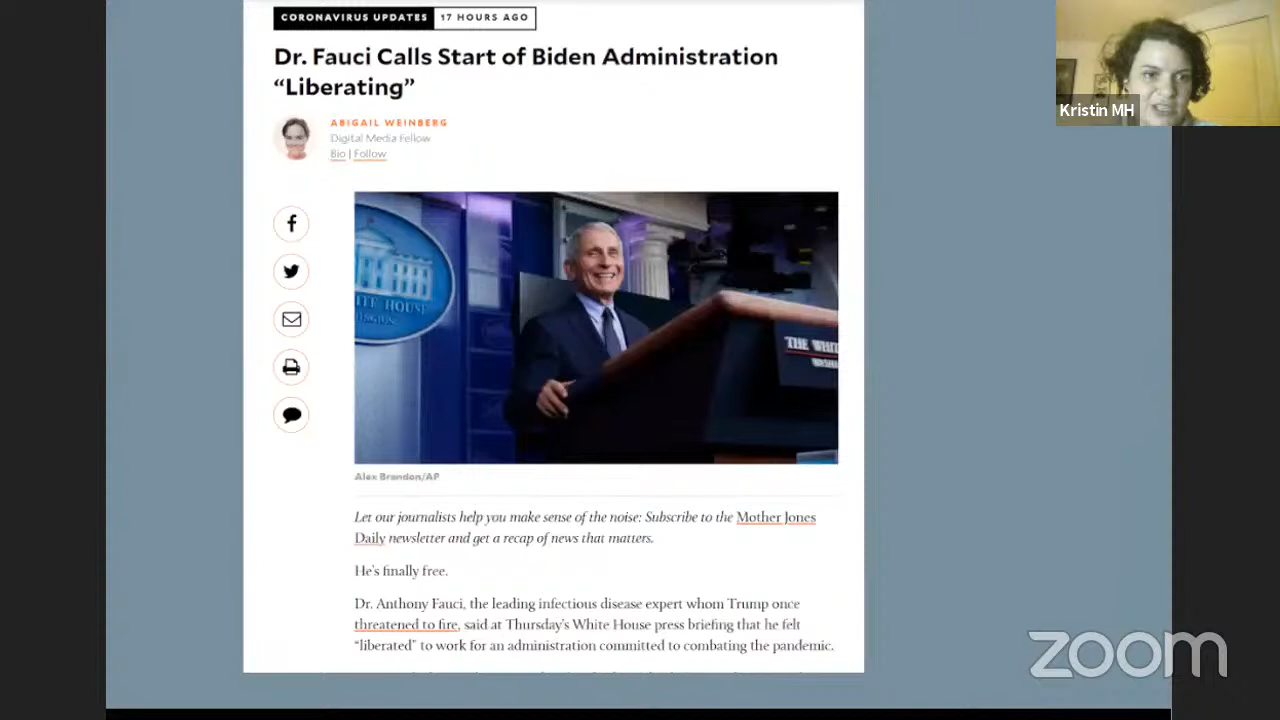 CORONAVIRUS UPDATES 17 HOURS AGO
Dr. Fauci Calls Start of Biden Administration
“Liberating”
ABIGAIL WEINBERG
Digital Media Fellow
Bio | Follow
THE WHITE HOUSE
Alex Brandon/AP
Let our journalists help you make sense of the noise: Subscribe to the Mother Jones
Daily newsletter and get a recap of news that matters.
He's finally free.
Dr. Anthony Fauci, the leading infectious disease expert whom Trump once
threatened to fire, said at Thursday's White House press briefing that he felt
“liberated” to work for an administration committed to combating the pandemic.
Kristin MH
zoom